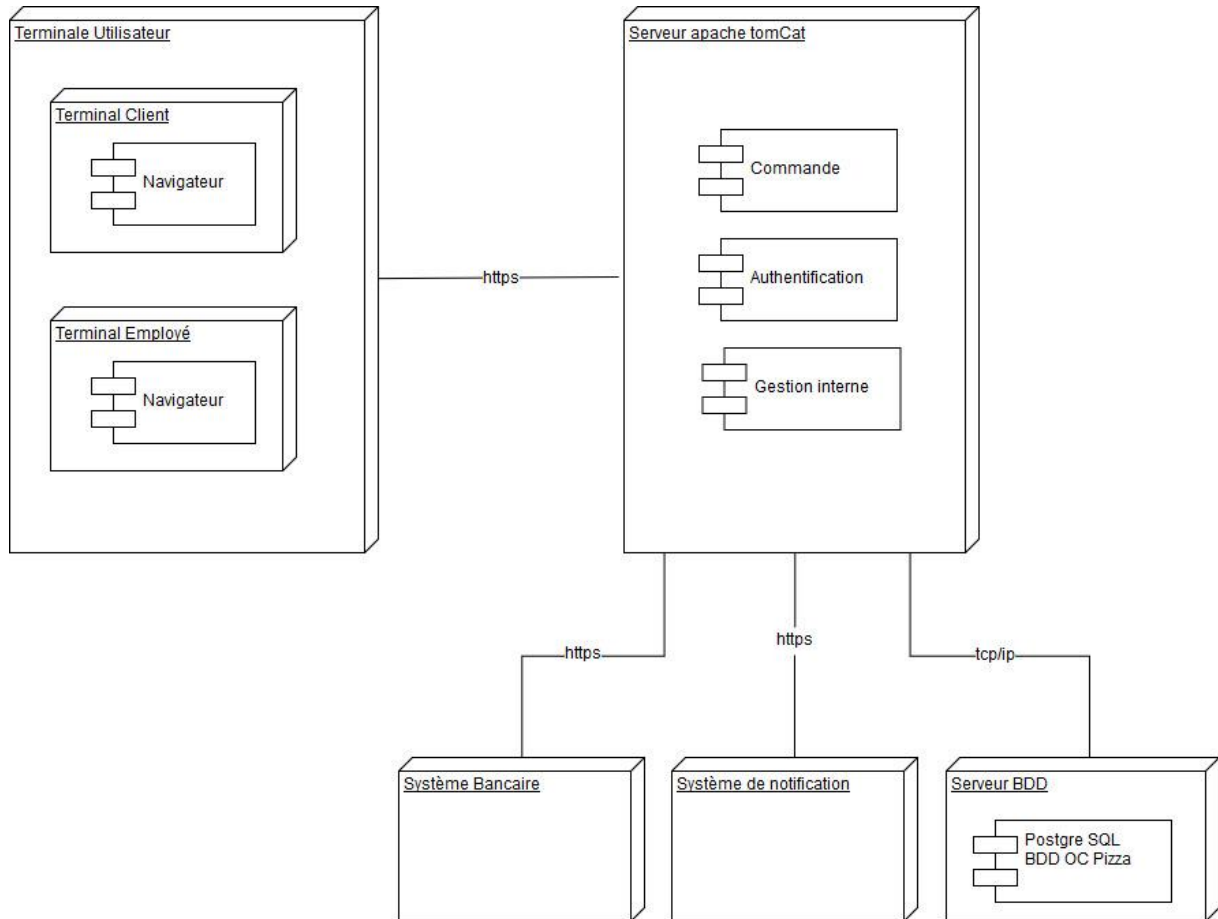 Terminale Utilisateur
Terminal Client
Navigateur
Terminal Employé
Navigateur
https
Serveur apache tomCat
Commande
Authentification
Gestion interne
https
https
tcp/ip
Système Bancaire
Système de notification
Serveur BDD
Postgre SQL
BDD OC Pizza